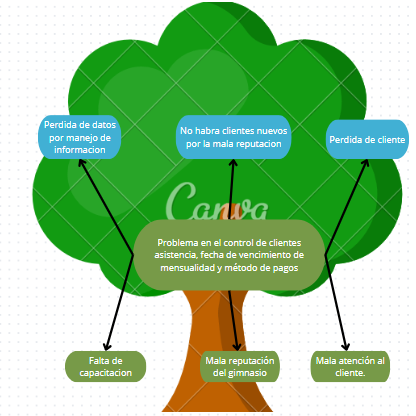 Perdida de datos
por manejo de
informacion
No habra clientes nuevos
por la mala reputacion
Perdida de cliente
Canva
Problema en el control de clientes
asistencia, fecha de vencimiento de
mensualidad y método de pagos
Falta de
capacitacion
Mala reputación
del gimnasio
Mala atención al
cliente.